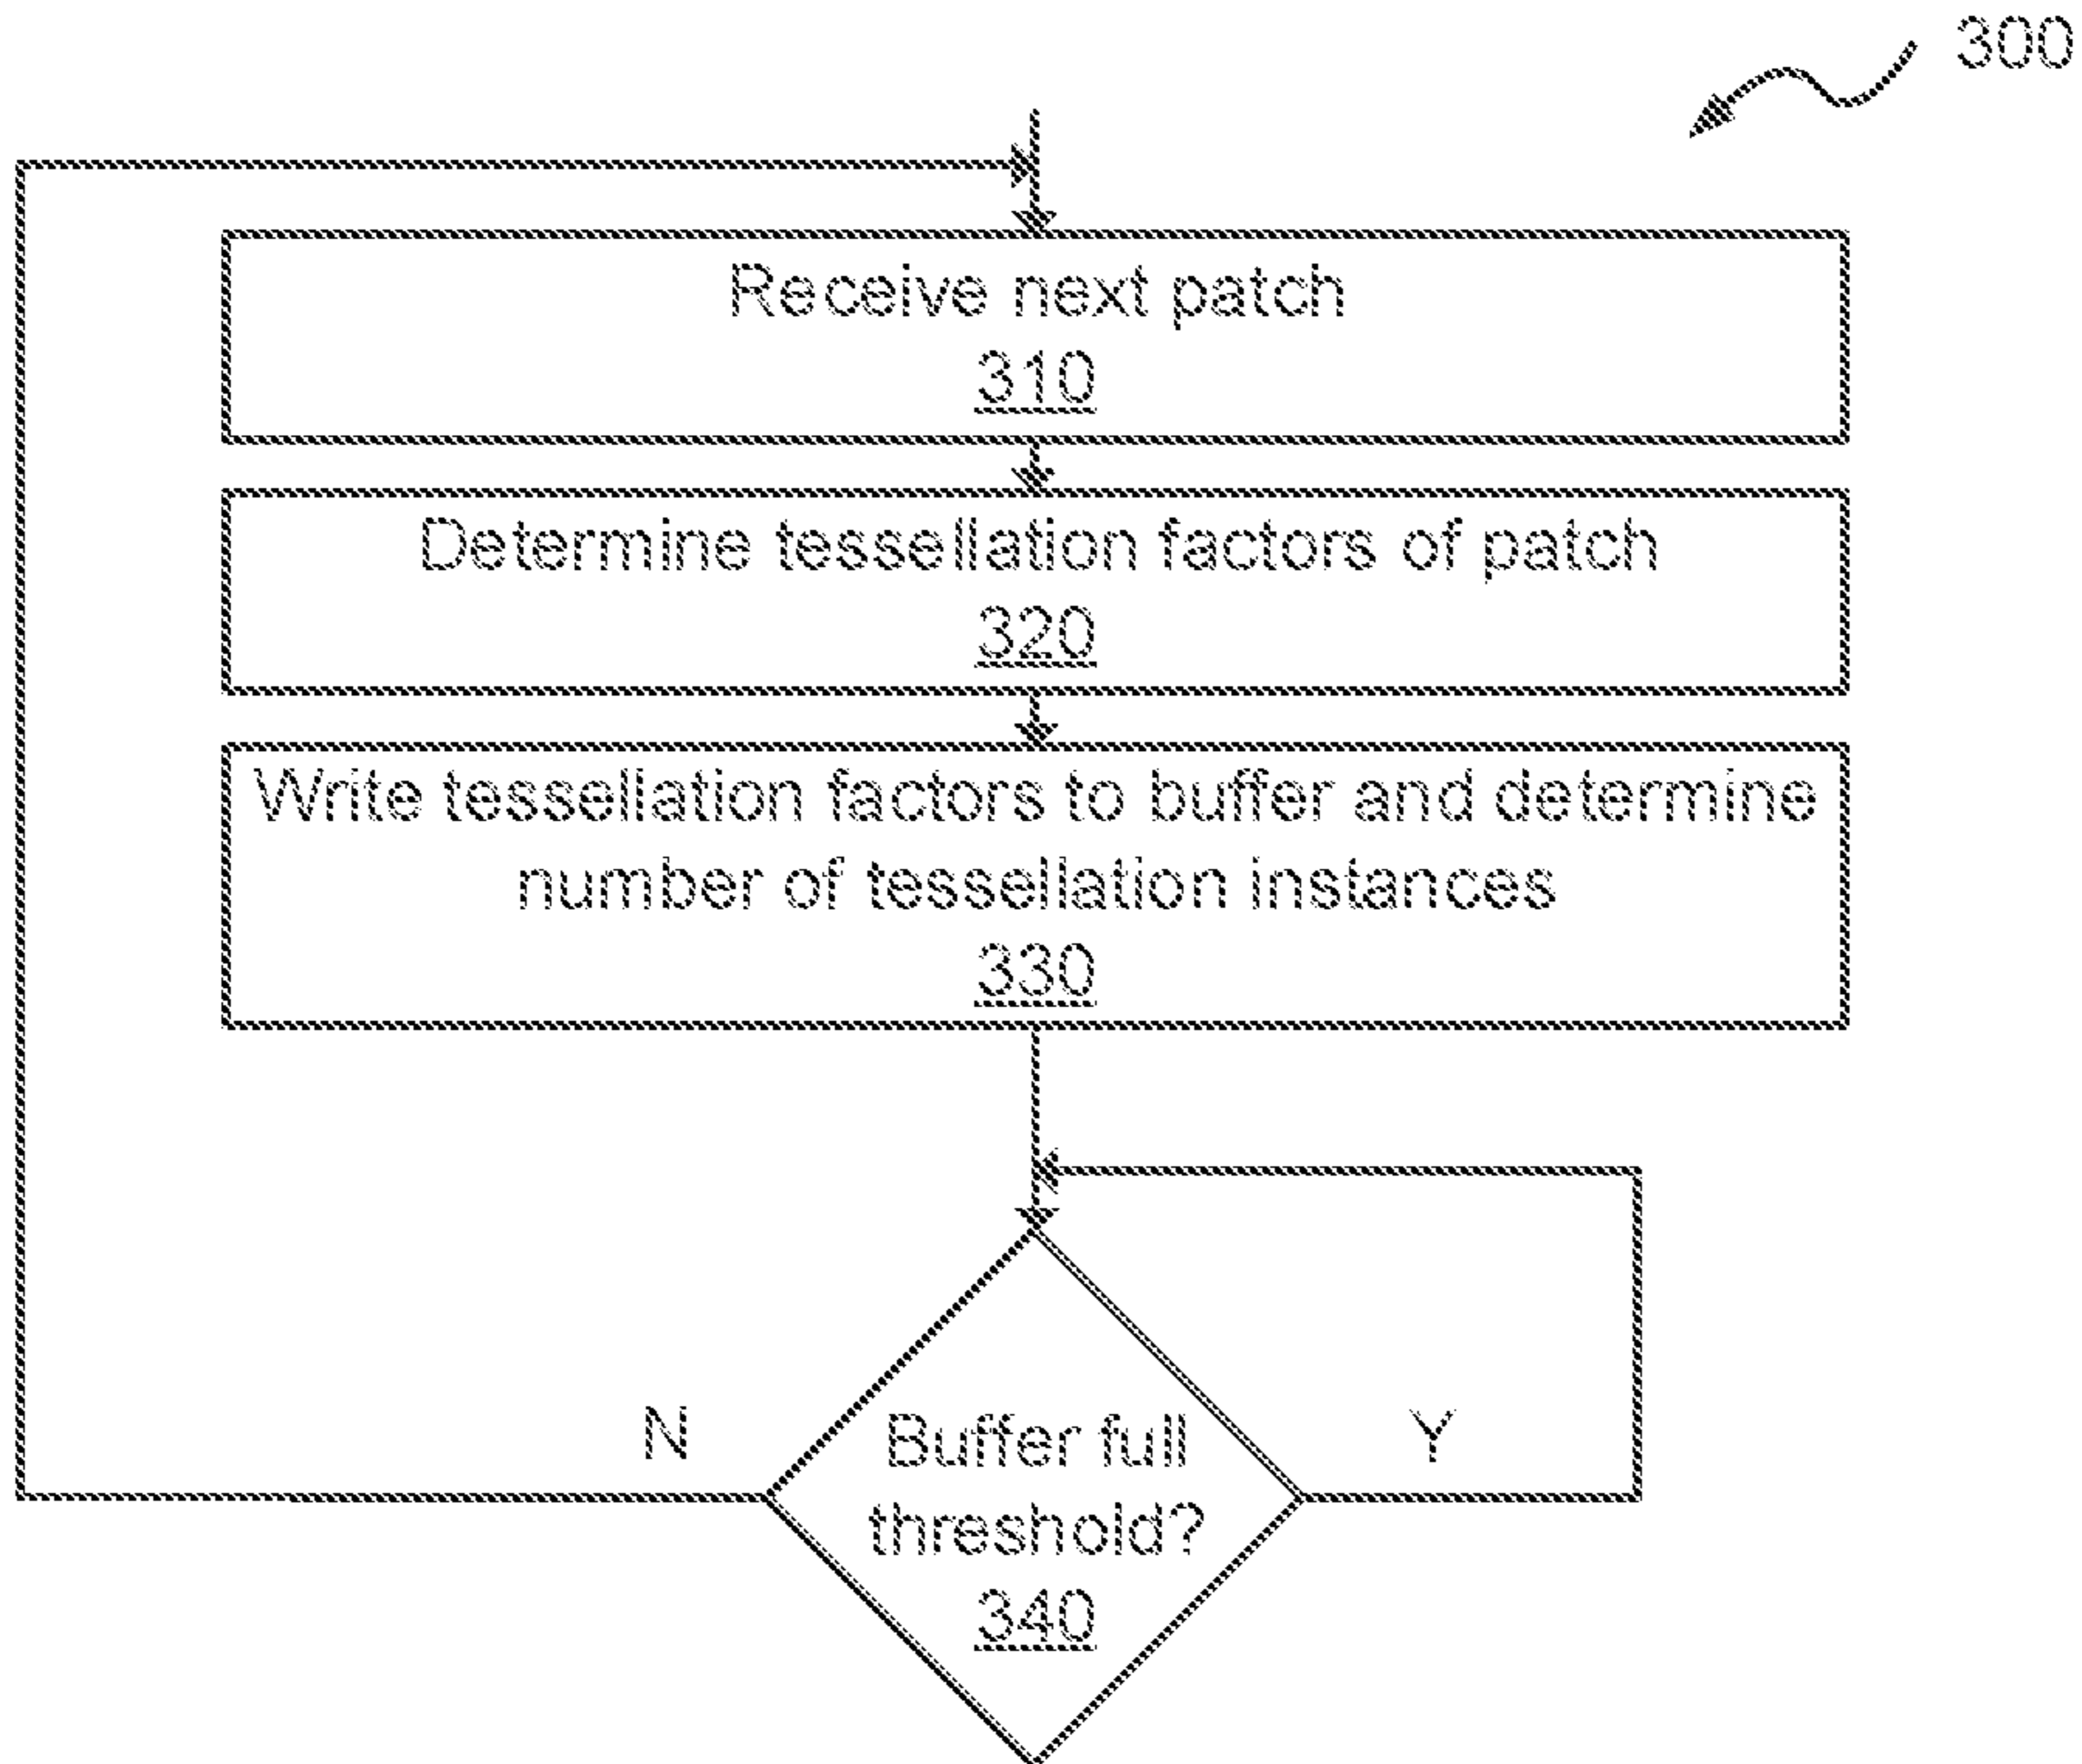 300
Receive next patch
310
Determine tessellation factors of patch
320
Write tessellation factors to buffer and determine
number of tessellation instances
330
N
Y
Buffer full
threshold?
340